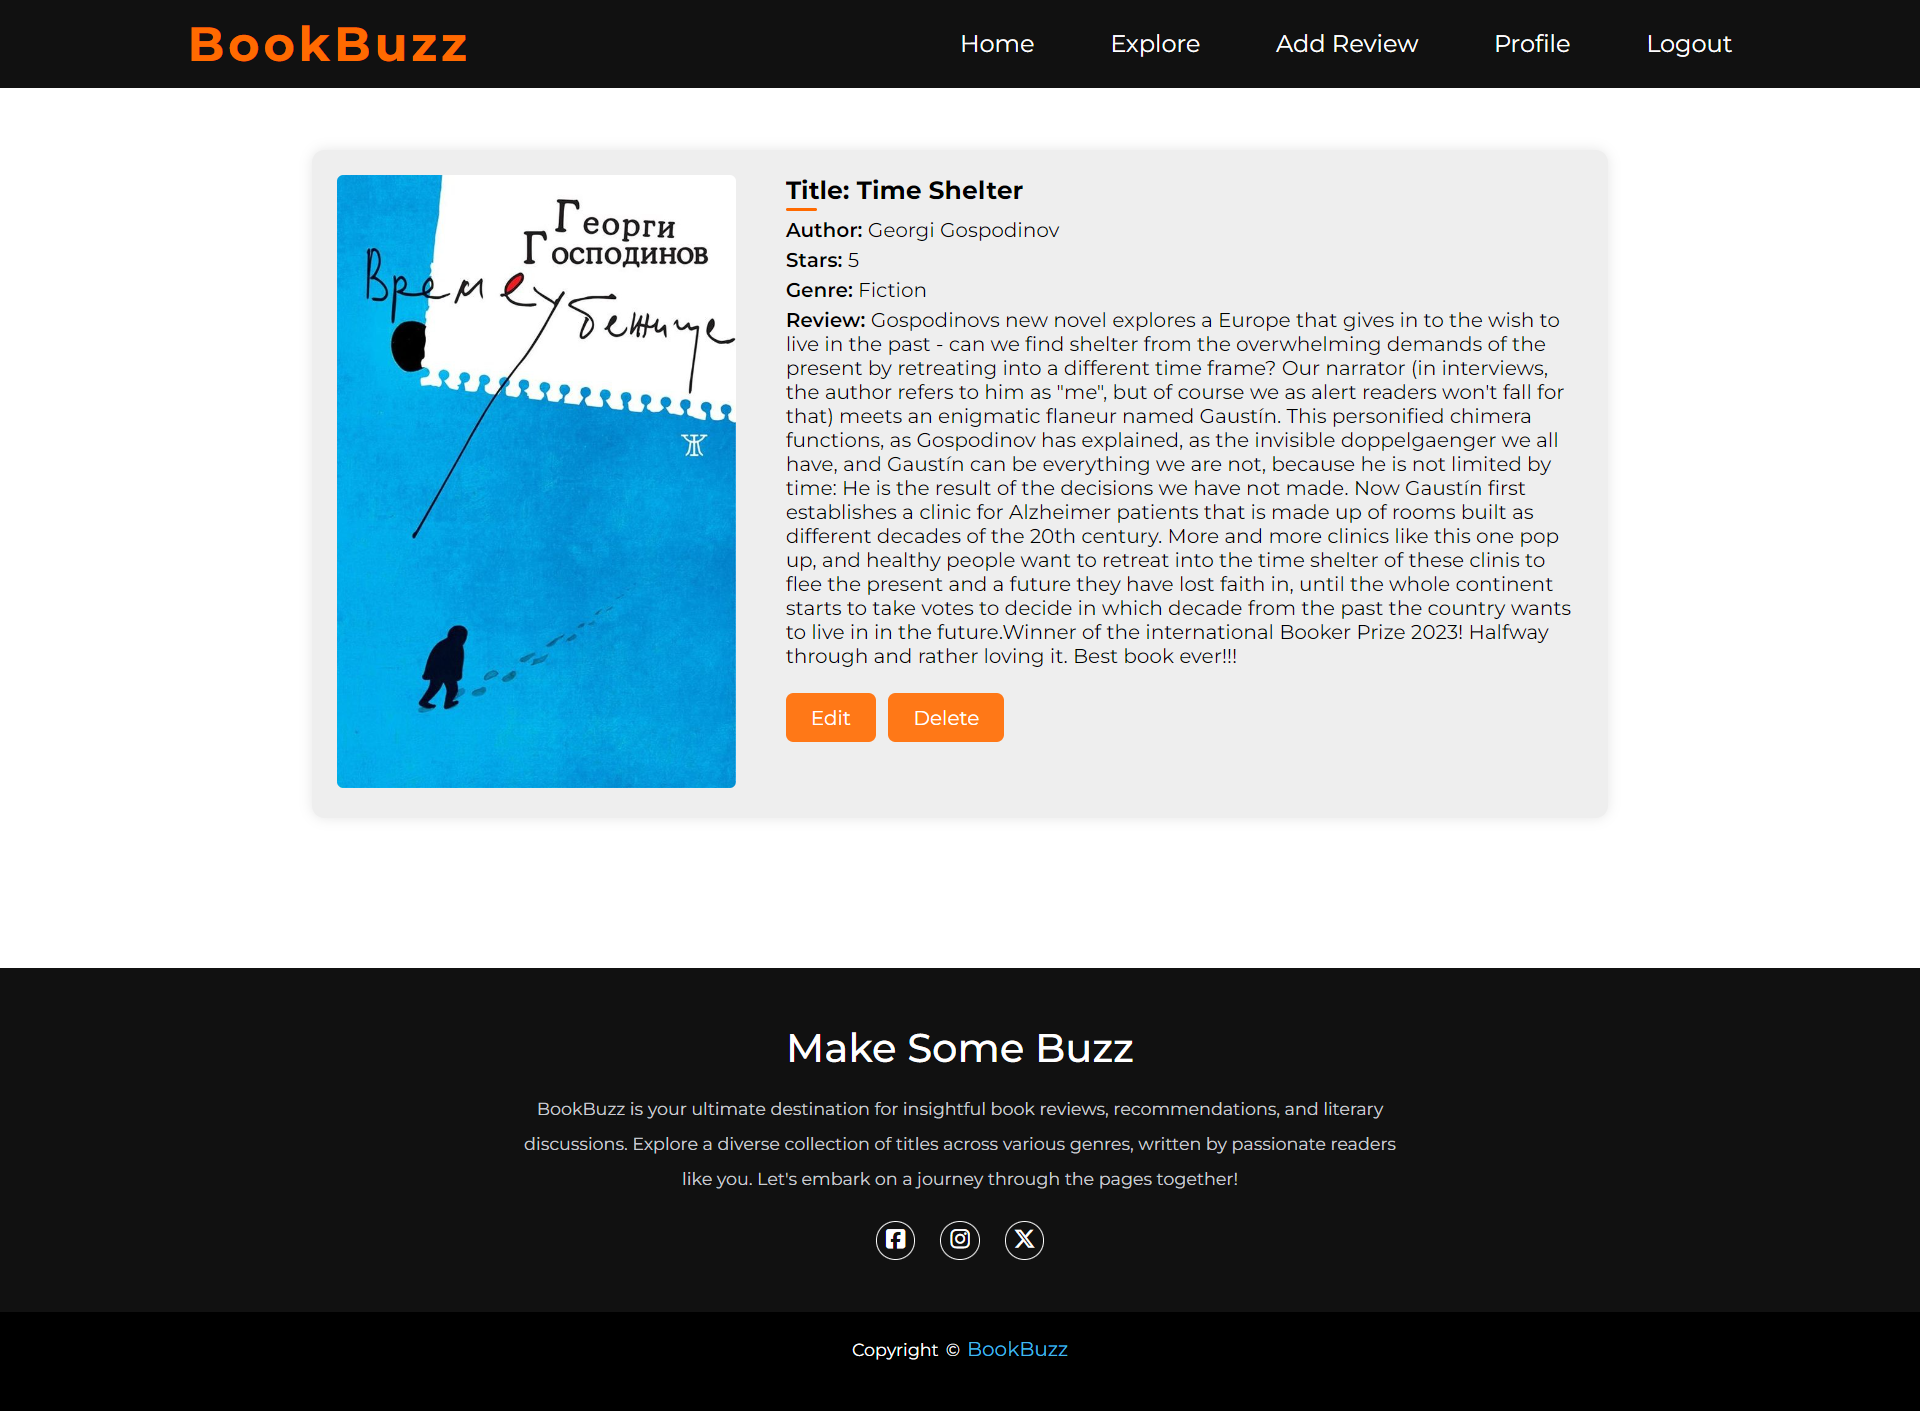 BookBuzz
Home
Explore
Add Review
Profile
Logout
Георги
Господинов
Времеубежище
Title: Time Shelter
Author: Georgi Gospodinov
Stars: 5
Genre: Fiction
Review: Gospodinovs new novel explores a Europe that gives in to the wish to
live in the past - can we find shelter from the overwhelming demands of the
present by retreating into a different time frame? Our narrator (in interviews,
the author refers to him as "me", but of course we as alert readers won't fall for
that) meets an enigmatic flaneur named Gaustín. This personified chimera
functions, as Gospodinov has explained, as the invisible doppelgaenger we all
have, and Gaustín can be everything we are not, because he is not limited by
time: He is the result of the decisions we have not made. Now Gaustín first
establishes a clinic for Alzheimer patients that is made up of rooms built as
different decades of the 20th century. More and more clinics like this one pop
up, and healthy people want to retreat into the time shelter of these clinis to
flee the present and a future they have lost faith in, until the whole continent
starts to take votes to decide in which decade from the past the country wants
to live in in the future.Winner of the international Booker Prize 2023! Halfway
through and rather loving it. Best book ever!!!
Edit
Delete
Make Some Buzz
BookBuzz is your ultimate destination for insightful book reviews, recommendations, and literary
discussions. Explore a diverse collection of titles across various genres, written by passionate readers
like you. Let's embark on a journey through the pages together!
Copyright © BookBuzz